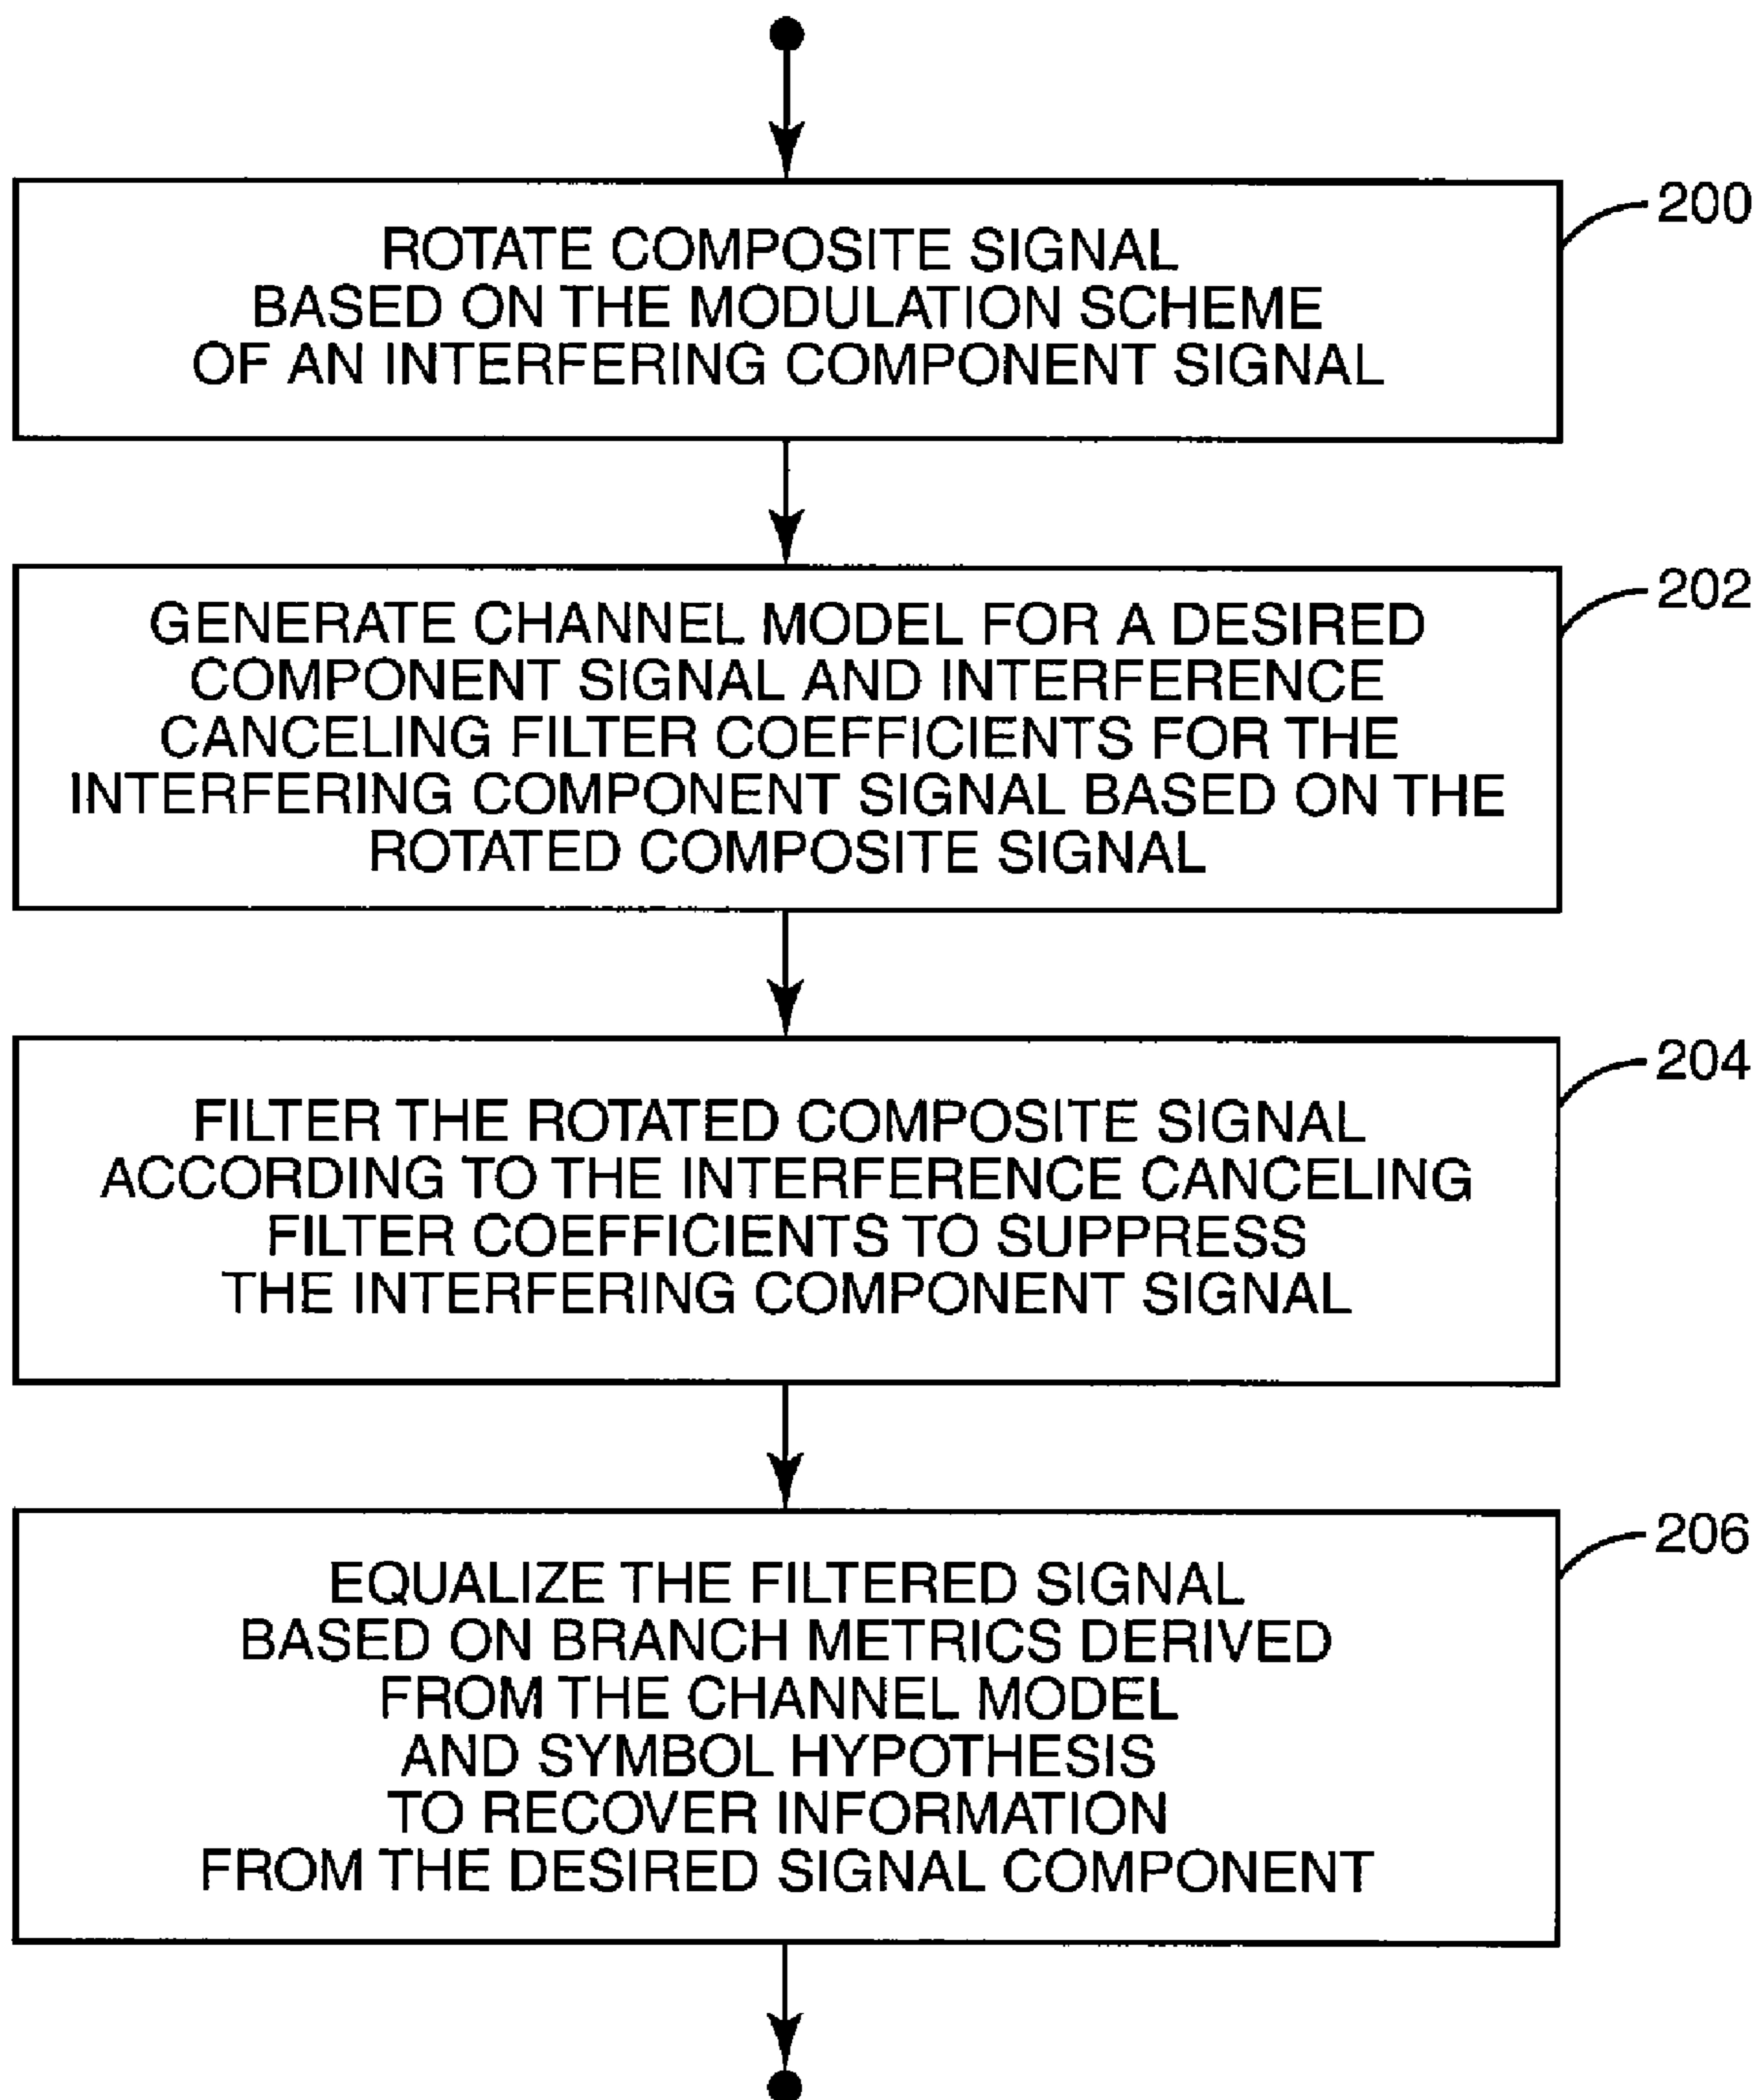 200
ROTATE COMPOSITE SIGNAL
BASED ON THE MODULATION SCHEME
OF AN INTERFERING COMPONENT SIGNAL
202
GENERATE CHANNEL MODEL FOR A DESIRED
COMPONENT SIGNAL AND INTERFERENCE
CANCELING FILTER COEFFICIENTS FOR THE
INTERFERING COMPONENT SIGNAL BASED ON THE
ROTATED COMPOSITE SIGNAL
204
FILTER THE ROTATED COMPOSITE SIGNAL
ACCORDING TO THE INTERFERENCE CANCELING
FILTER COEFFICIENTS TO SUPPRESS
THE INTERFERING COMPONENT SIGNAL
206
EQUALIZE THE FILTERED SIGNAL
BASED ON BRANCH METRICS DERIVED
FROM THE CHANNEL MODEL
AND SYMBOL HYPOTHESIS
TO RECOVER INFORMATION
FROM THE DESIRED SIGNAL COMPONENT